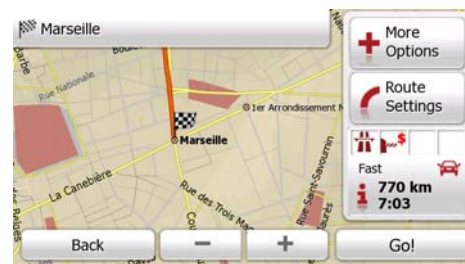 Marseille
More
Options
Route
Settings
Rue Nationale
1er Arrondissement
Marseille
La Canebière
Rue des Trois
Rue-Saint-Savournin
Fast
770 km
7:03
Back
−
+
Go!